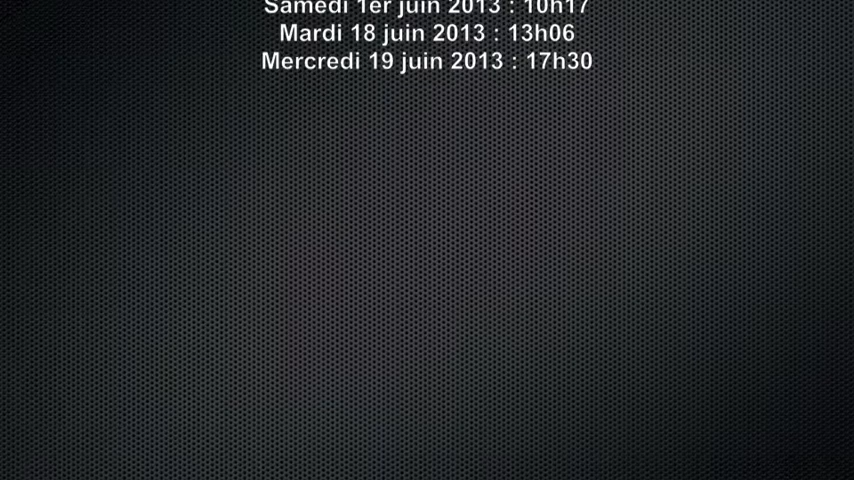 Samedi 1er juin 2013 : 10h17
Mardi 18 juin 2013 : 13h06
Mercredi 19 juin 2013 : 17h30